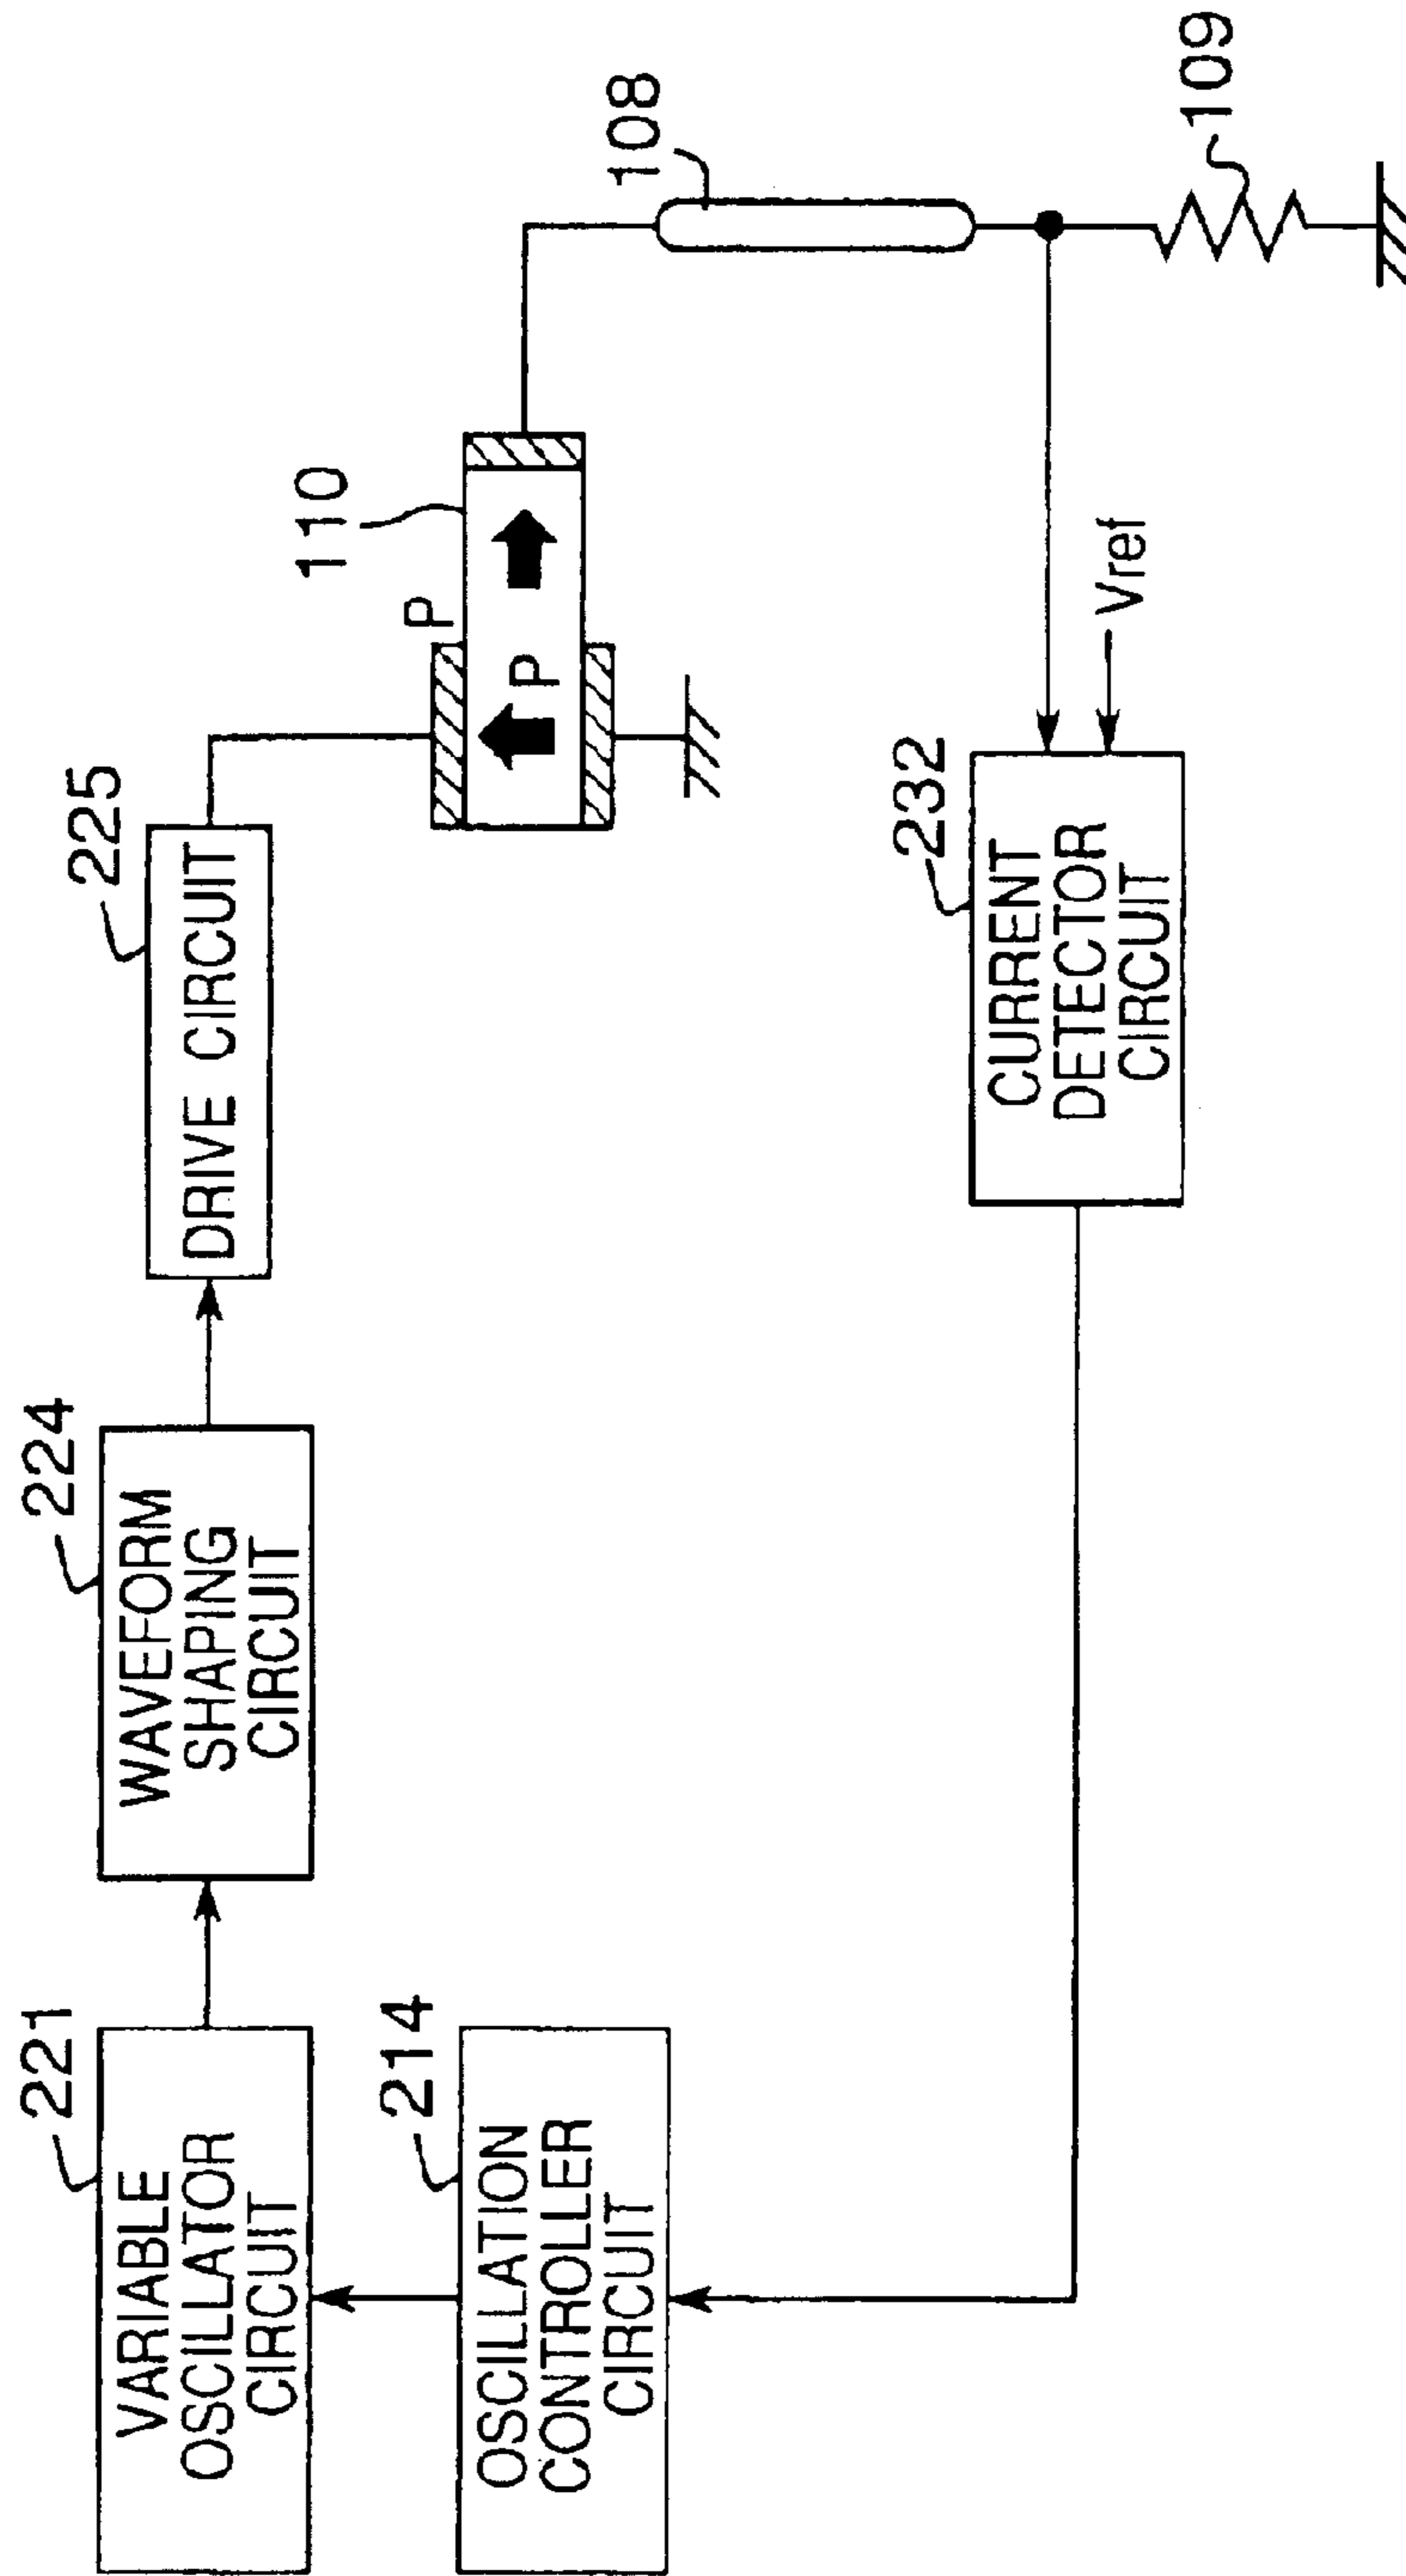 221
VARIABLE
OSCILLATOR
CIRCUIT
224
WAVEFORM
SHAPING
CIRCUIT
225
DRIVE CIRCUIT
P
P
110
108
109
214
OSCILLATION
CONTROLLER
CIRCUIT
232
CURRENT
DETECTOR
CIRCUIT
Vref